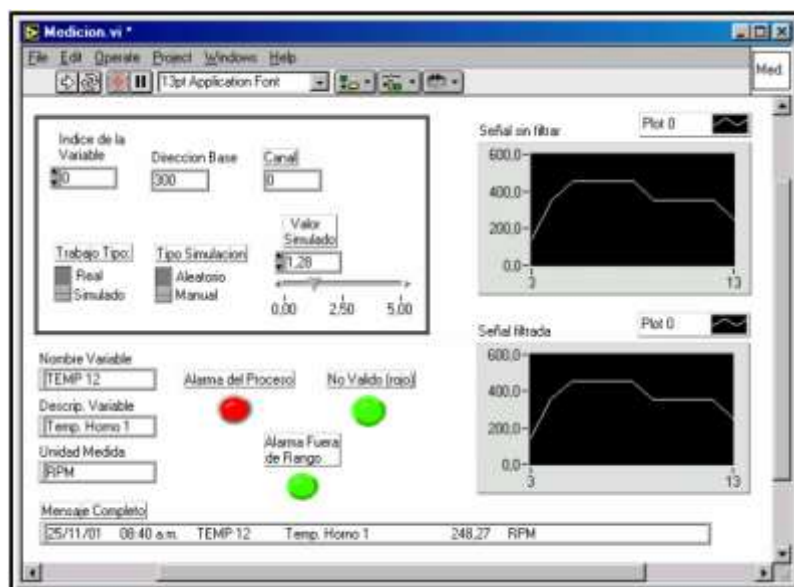 Medicion.vi *
File Edit Operate Project Windows Help
13pt Application Font
Med.
Indice de la
Variable
0
Direccion Base
300
Canal
0
Trabajo Tipo:
Real
Simulado
Tipo Simulacion
Aleatorio
Manual
Valor
Simulado
1,28
0,00 2,50 5,00
Señal sin filtrar
Plot 0
600.0
400.0
200.0
0.0
3 13
Nombre Variable
TEMP 12
Descrip. Variable
Temp. Horno 1
Unidad Medida
RPM
Alarma del Proceso
No Valido (rojo)
Alarma Fuera
de Rango
Señal filtrada
Plot 0
600.0
400.0
200.0
0.0
3 13
Mensaje Completo
25/11/01 08:40 a.m. TEMP 12 Temp. Horno 1 248,27 RPM